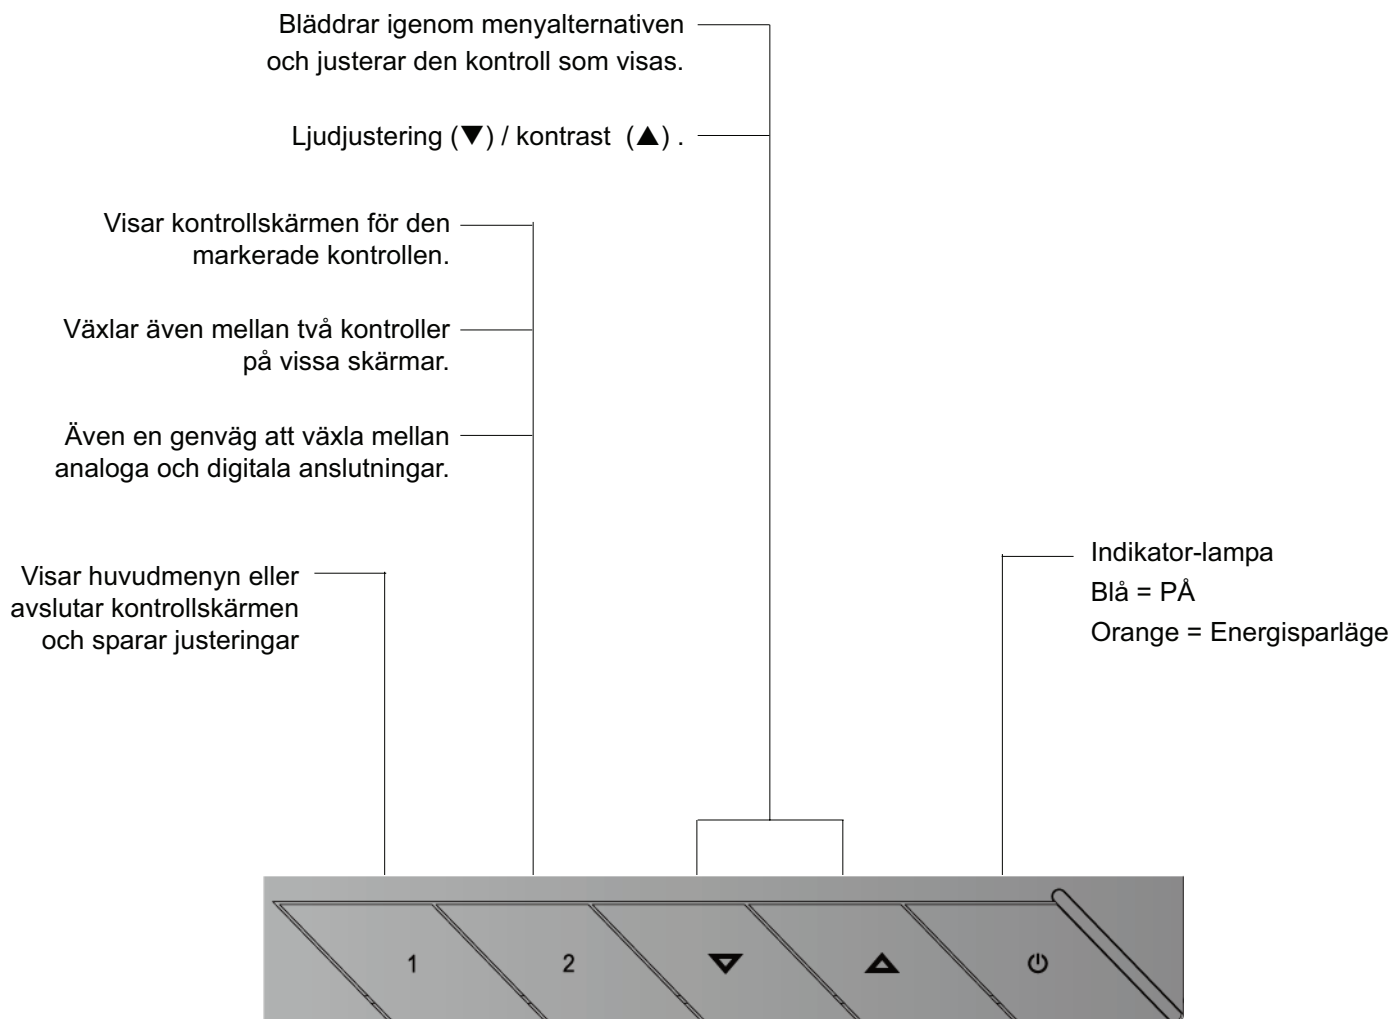 Bläddrar igenom menyalternativen
och justerar den kontroll som visas.
Ljudjustering (▼) / kontrast (▲) .
Visar kontrollskärmen för den
markerade kontrollen.
Växlar även mellan två kontroller
på vissa skärmar.
Även en genväg att växla mellan
analoga och digitala anslutningar.
Visar huvudmenyn eller
avslutar kontrollskärmen
och sparar justeringar
Indikator-lampa
Blå = PÅ
Orange = Energisparläge
1 2